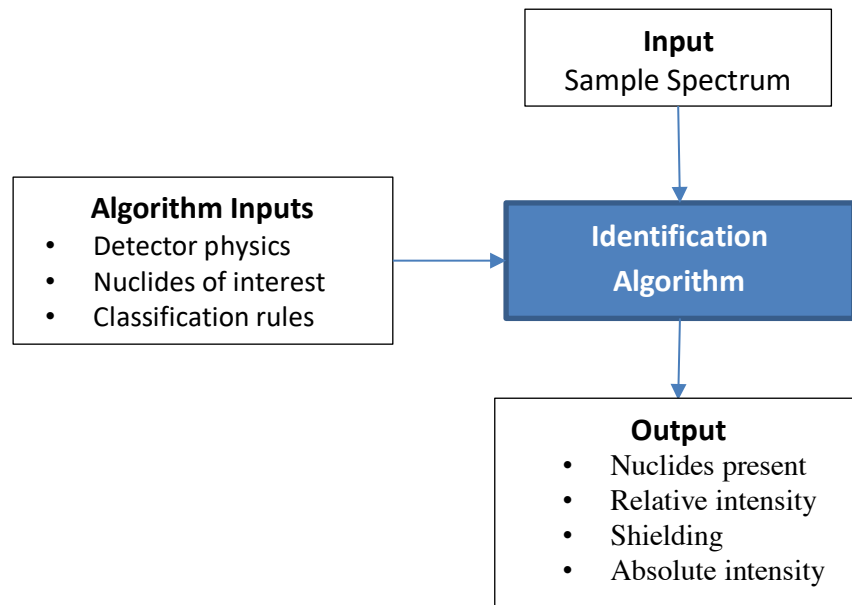 Input
Sample Spectrum
Algorithm Inputs
• Detector physics
• Nuclides of interest
• Classification rules
Identification
Algorithm
Output
• Nuclides present
• Relative intensity
• Shielding
• Absolute intensity